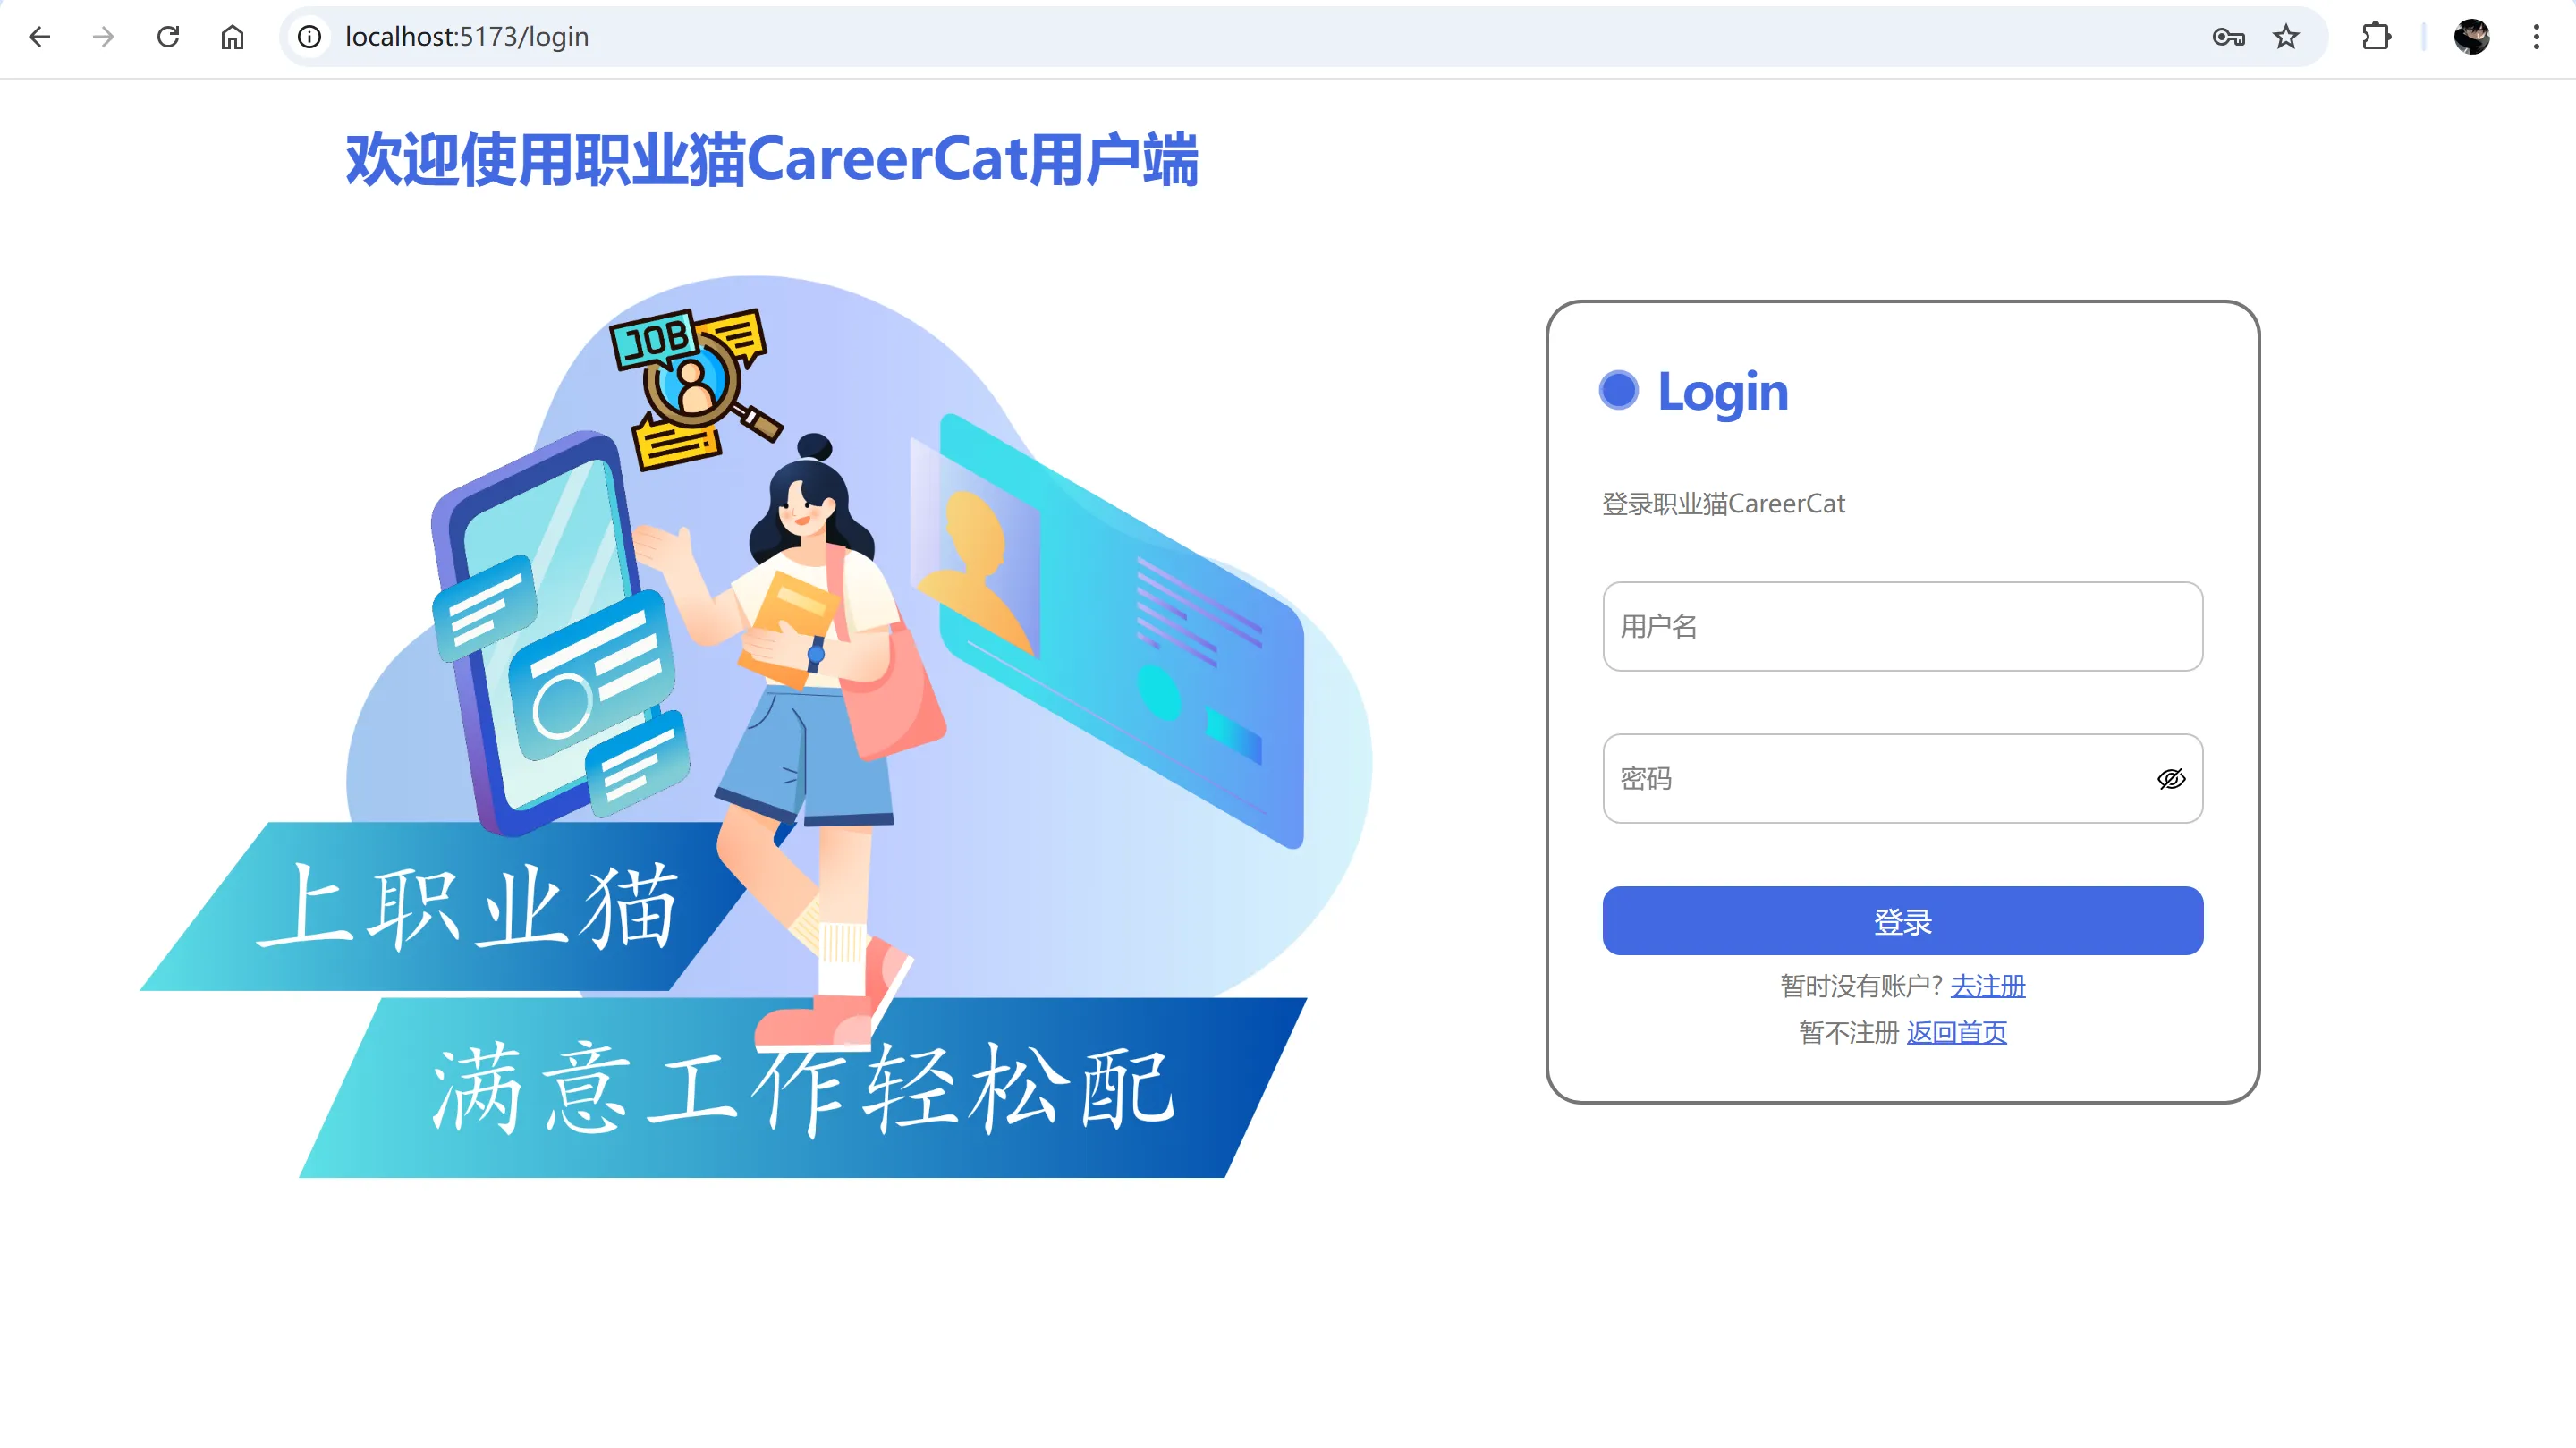 localhost:5173/login
欢迎使用职业猫CareerCat用户端
JOB
上职业猫
满意工作轻松配
Login
登录职业猫CareerCat
用户名
密码
登录
暂时没有账户? 去注册
暂不注册 返回首页